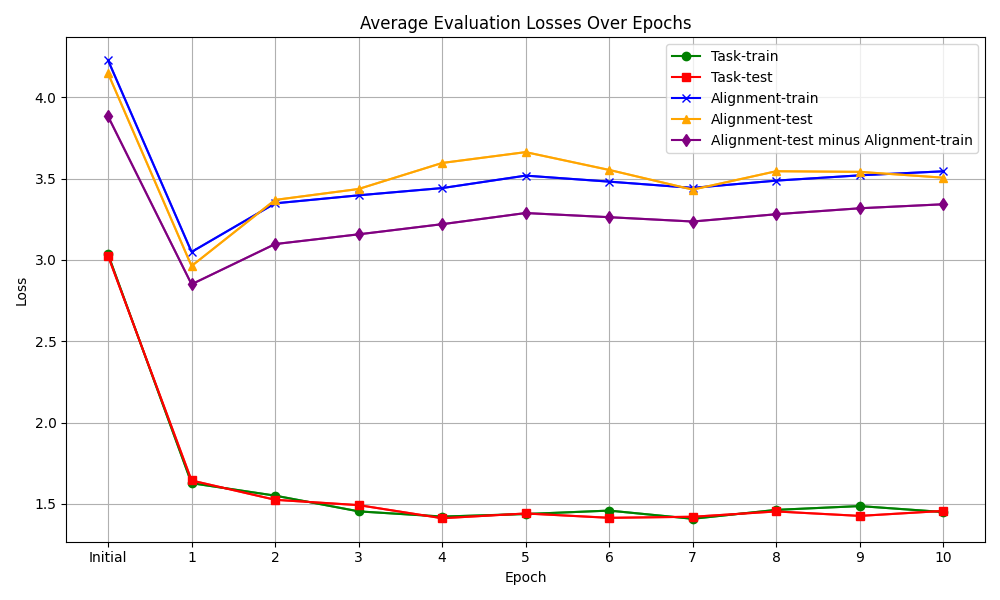 Average Evaluation Losses Over Epochs
Task-train
Task-test
Alignment-train
Alignment-test
Alignment-test minus Alignment-train
Loss
4.0
3.5
3.0
2.5
2.0
1.5
Initial 1 2 3 4 5 6 7 8 9 10
Epoch